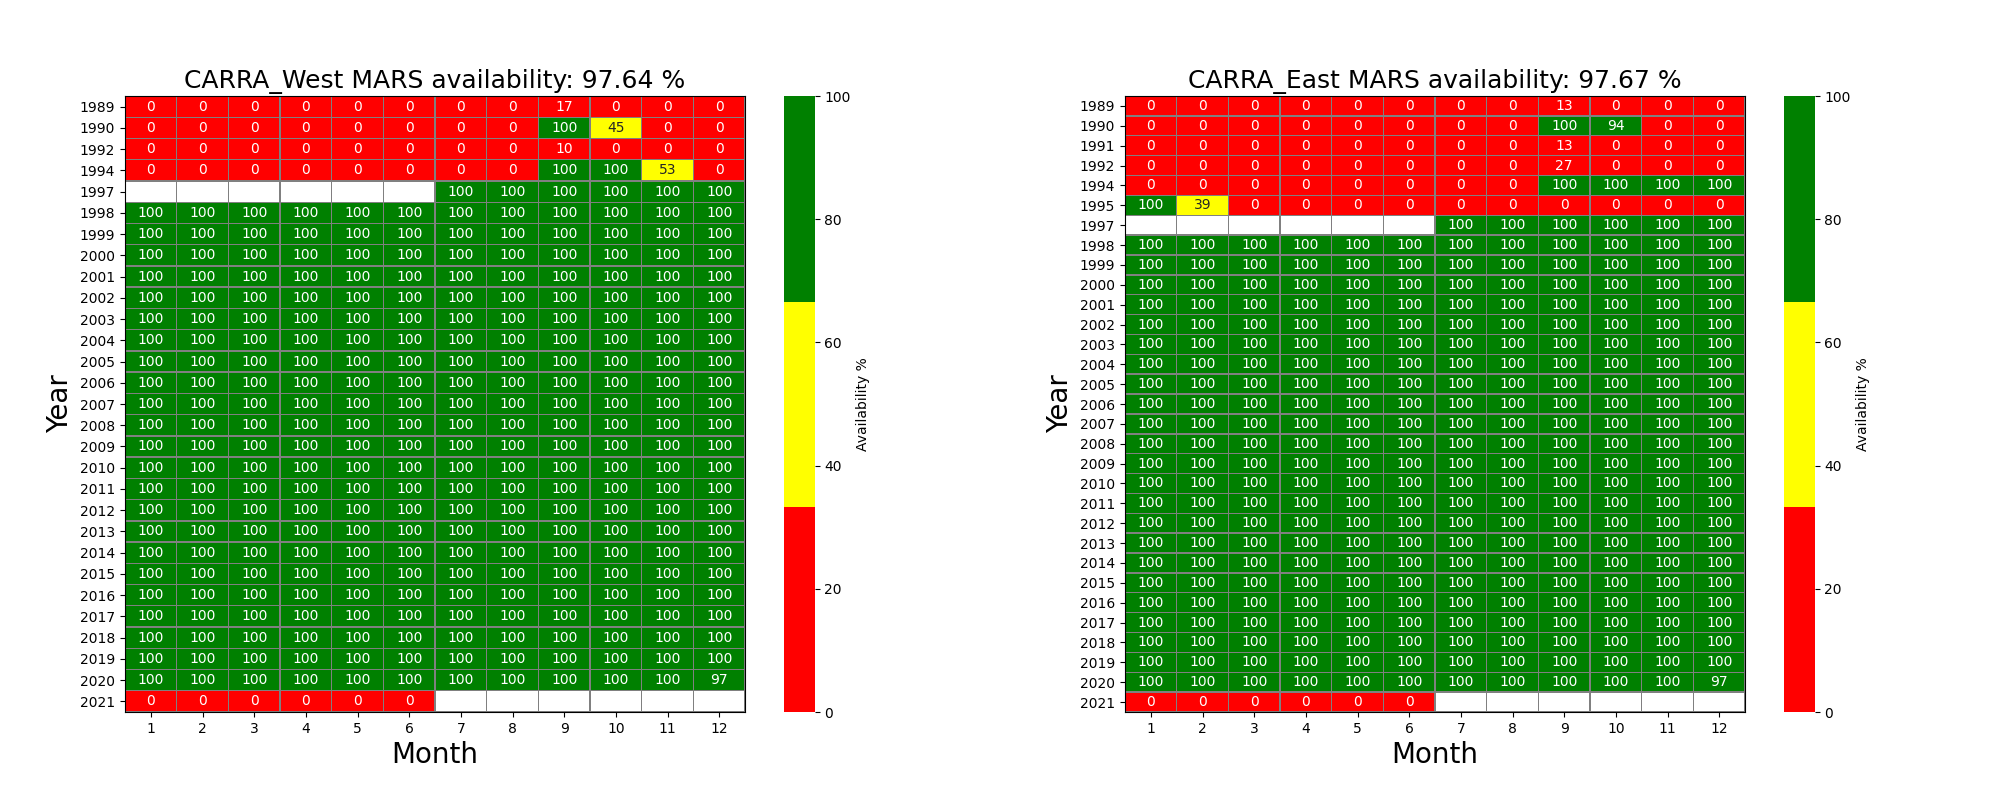 CARRA_West MARS availability: 97.64 %
1989 0 0 0 0 0 0 0 0 17 0 0 0
1990 0 0 0 0 0 0 0 0 100 45 0 0
1992 0 0 0 0 0 0 0 0 10 0 0 0
1994 0 0 0 0 0 0 0 0 100 100 53 0
1997 100 100 100 100 100 100
1998 100 100 100 100 100 100 100 100 100 100 100 100
1999 100 100 100 100 100 100 100 100 100 100 100 100
2000 100 100 100 100 100 100 100 100 100 100 100 100
2001 100 100 100 100 100 100 100 100 100 100 100 100
2002 100 100 100 100 100 100 100 100 100 100 100 100
2003 100 100 100 100 100 100 100 100 100 100 100 100
2004 100 100 100 100 100 100 100 100 100 100 100 100
2005 100 100 100 100 100 100 100 100 100 100 100 100
2006 100 100 100 100 100 100 100 100 100 100 100 100
2007 100 100 100 100 100 100 100 100 100 100 100 100
2008 100 100 100 100 100 100 100 100 100 100 100 100
2009 100 100 100 100 100 100 100 100 100 100 100 100
2010 100 100 100 100 100 100 100 100 100 100 100 100
2011 100 100 100 100 100 100 100 100 100 100 100 100
2012 100 100 100 100 100 100 100 100 100 100 100 100
2013 100 100 100 100 100 100 100 100 100 100 100 100
2014 100 100 100 100 100 100 100 100 100 100 100 100
2015 100 100 100 100 100 100 100 100 100 100 100 100
2016 100 100 100 100 100 100 100 100 100 100 100 100
2017 100 100 100 100 100 100 100 100 100 100 100 100
2018 100 100 100 100 100 100 100 100 100 100 100 100
2019 100 100 100 100 100 100 100 100 100 100 100 100
2020 100 100 100 100 100 100 100 100 100 100 100 97
2021 0 0 0 0 0 0
1 2 3 4 5 6 7 8 9 10 11 12
Month
Year
100
80
60
40
20
0
Availability %
CARRA_East MARS availability: 97.67 %
1989 0 0 0 0 0 0 0 0 13 0 0 0
1990 0 0 0 0 0 0 0 0 100 94 0 0
1991 0 0 0 0 0 0 0 0 13 0 0 0
1992 0 0 0 0 0 0 0 0 27 0 0 0
1994 0 0 0 0 0 0 0 0 100 100 100 100
1995 100 39 0 0 0 0 0 0 0 0 0 0
1997 100 100 100 100 100 100
1998 100 100 100 100 100 100 100 100 100 100 100 100
1999 100 100 100 100 100 100 100 100 100 100 100 100
2000 100 100 100 100 100 100 100 100 100 100 100 100
2001 100 100 100 100 100 100 100 100 100 100 100 100
2002 100 100 100 100 100 100 100 100 100 100 100 100
2003 100 100 100 100 100 100 100 100 100 100 100 100
2004 100 100 100 100 100 100 100 100 100 100 100 100
2005 100 100 100 100 100 100 100 100 100 100 100 100
2006 100 100 100 100 100 100 100 100 100 100 100 100
2007 100 100 100 100 100 100 100 100 100 100 100 100
2008 100 100 100 100 100 100 100 100 100 100 100 100
2009 100 100 100 100 100 100 100 100 100 100 100 100
2010 100 100 100 100 100 100 100 100 100 100 100 100
2011 100 100 100 100 100 100 100 100 100 100 100 100
2012 100 100 100 100 100 100 100 100 100 100 100 100
2013 100 100 100 100 100 100 100 100 100 100 100 100
2014 100 100 100 100 100 100 100 100 100 100 100 100
2015 100 100 100 100 100 100 100 100 100 100 100 100
2016 100 100 100 100 100 100 100 100 100 100 100 100
2017 100 100 100 100 100 100 100 100 100 100 100 100
2018 100 100 100 100 100 100 100 100 100 100 100 100
2019 100 100 100 100 100 100 100 100 100 100 100 100
2020 100 100 100 100 100 100 100 100 100 100 100 97
2021 0 0 0 0 0 0
1 2 3 4 5 6 7 8 9 10 11 12
Month
Year
100
80
60
40
20
0
Availability %